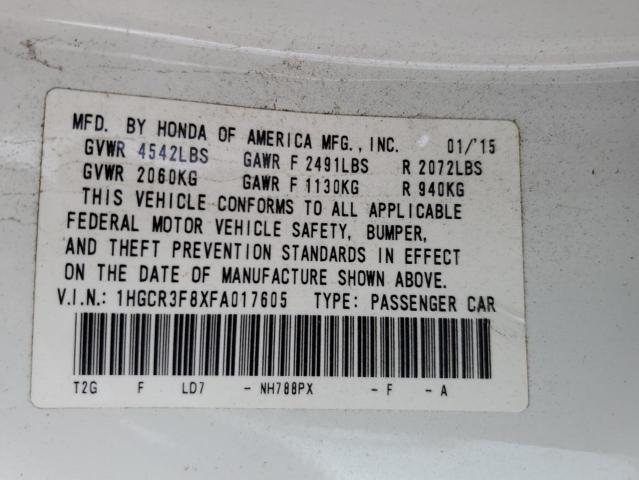 MFD. BY HONDA OF AMERICA MFG., INC. 01/'15
GVWR 4542LBS GAWR F 2491LBS R 2072LBS
GVWR 2060KG GAWR F 1130KG R 940KG
THIS VEHICLE CONFORMS TO ALL APPLICABLE
FEDERAL MOTOR VEHICLE SAFETY, BUMPER,
AND THEFT PREVENTION STANDARDS IN EFFECT
ON THE DATE OF MANUFACTURE SHOWN ABOVE.
V.I.N.: 1HGCR3F8XFA017605 TYPE: PASSENGER CAR
T2G F LD7 - NH788PX - F - A